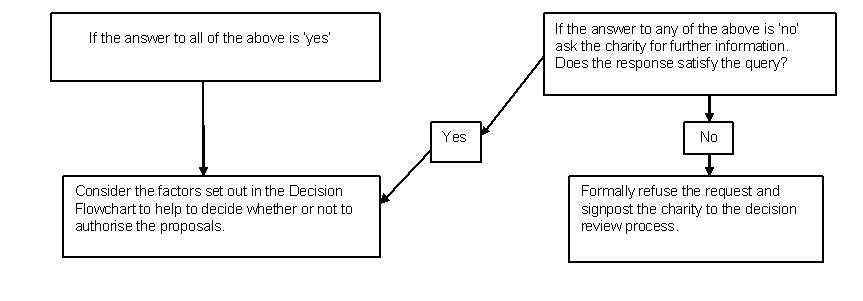 If the answer to all of the above is 'yes'
If the answer to any of the above is 'no'
ask the charity for further information.
Does the response satisfy the query?
Yes
No
Consider the factors set out in the Decision
Flowchart to help to decide whether or not to
authorise the proposals.
Formally refuse the request and
signpost the charity to the decision
review process.